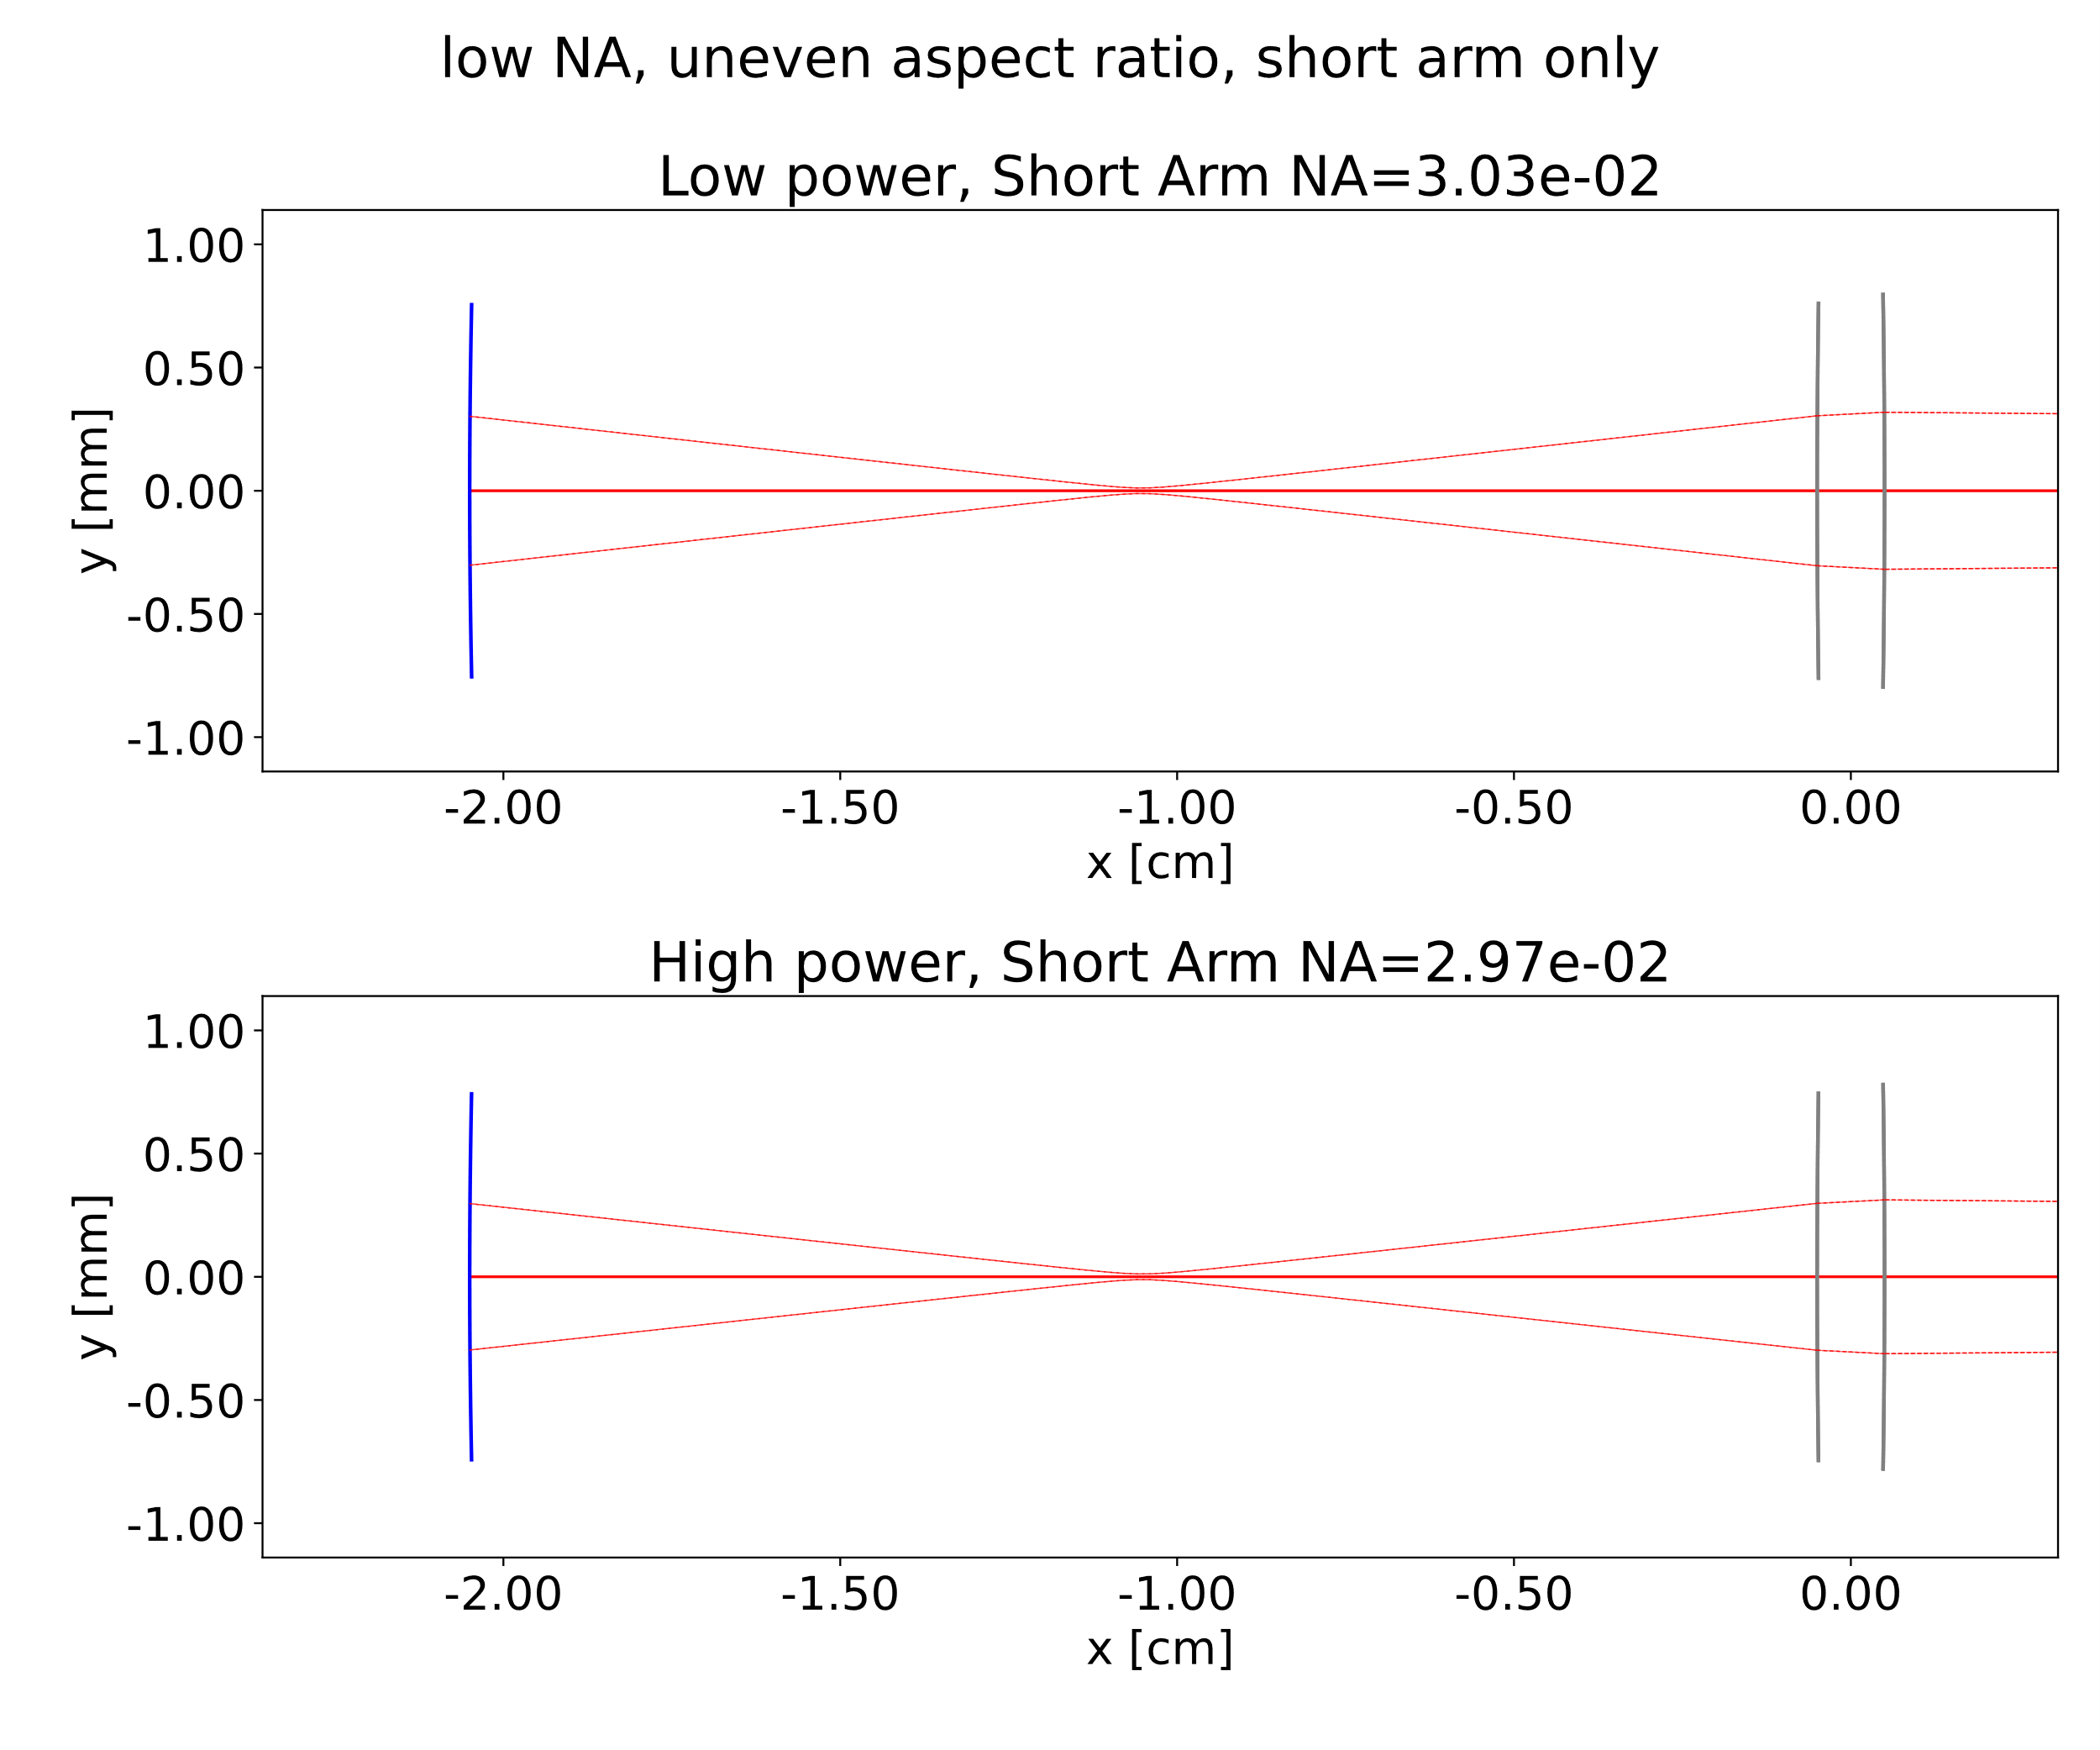 low NA, uneven aspect ratio, short arm only
Low power, Short Arm NA=3.03e-02
1.00
0.50
0.00
-0.50
-1.00
y [mm]
-2.00 -1.50 -1.00 -0.50 0.00
x [cm]
High power, Short Arm NA=2.97e-02
1.00
0.50
0.00
-0.50
-1.00
y [mm]
-2.00 -1.50 -1.00 -0.50 0.00
x [cm]